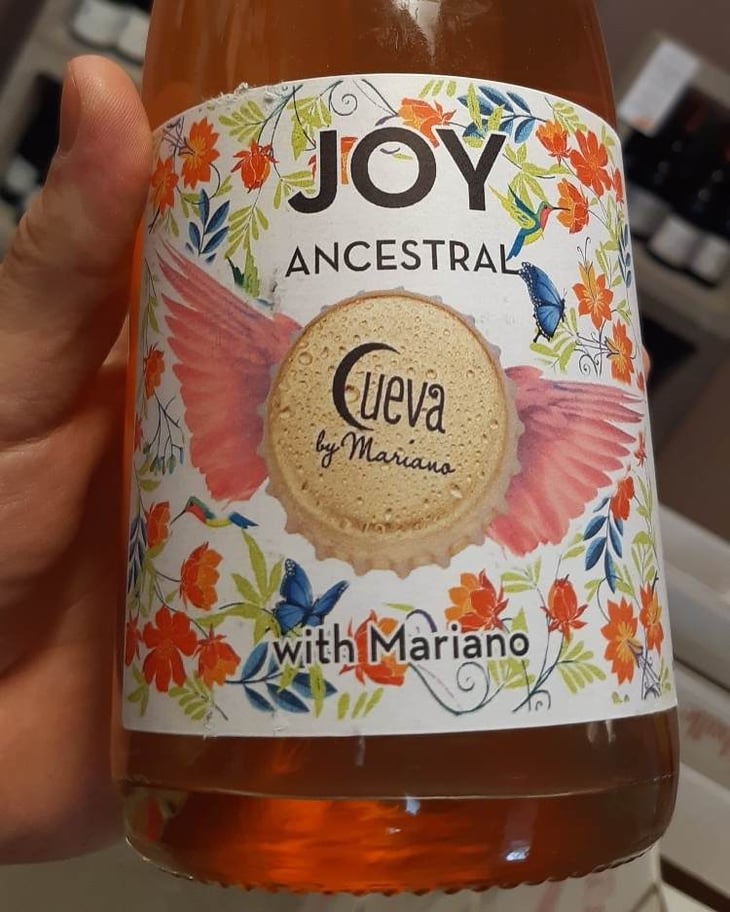 JOY
ANCESTRAL
Cueva
by Mariano
with Mariano